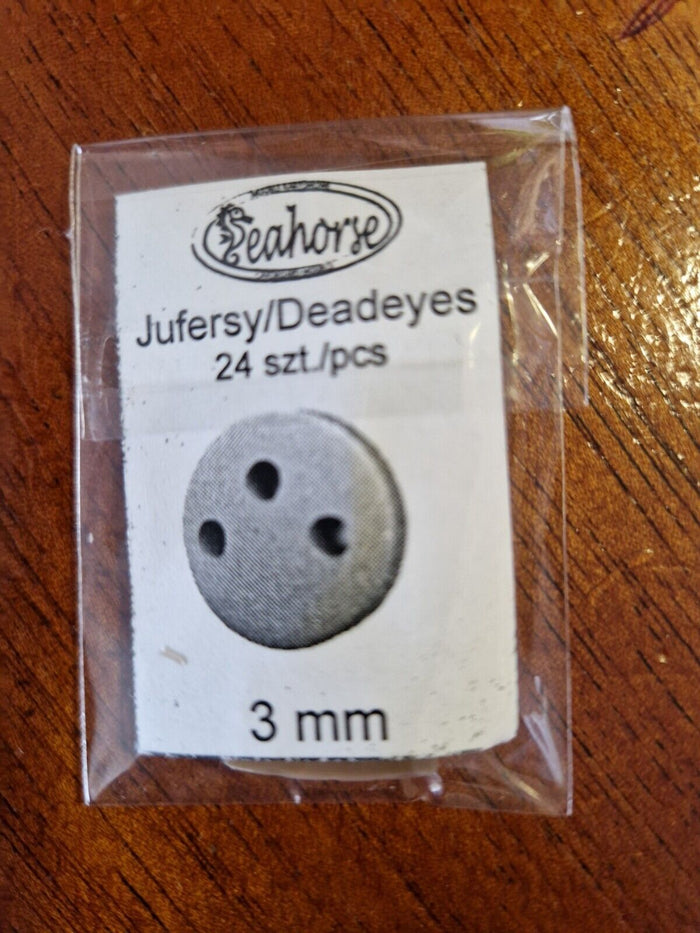 Seahorse
Jufersy/Deadeyes
24 szt./pcs
3 mm